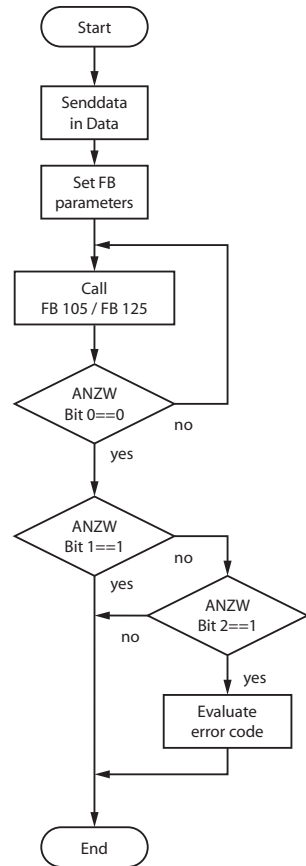 Start
Senddata
in Data
Set FB
parameters
Call
FB 105 / FB 125
ANZW
Bit 0==0
no
yes
ANZW
Bit 1==1
no
yes
ANZW
Bit 2==1
no
yes
Evaluate
error code
End